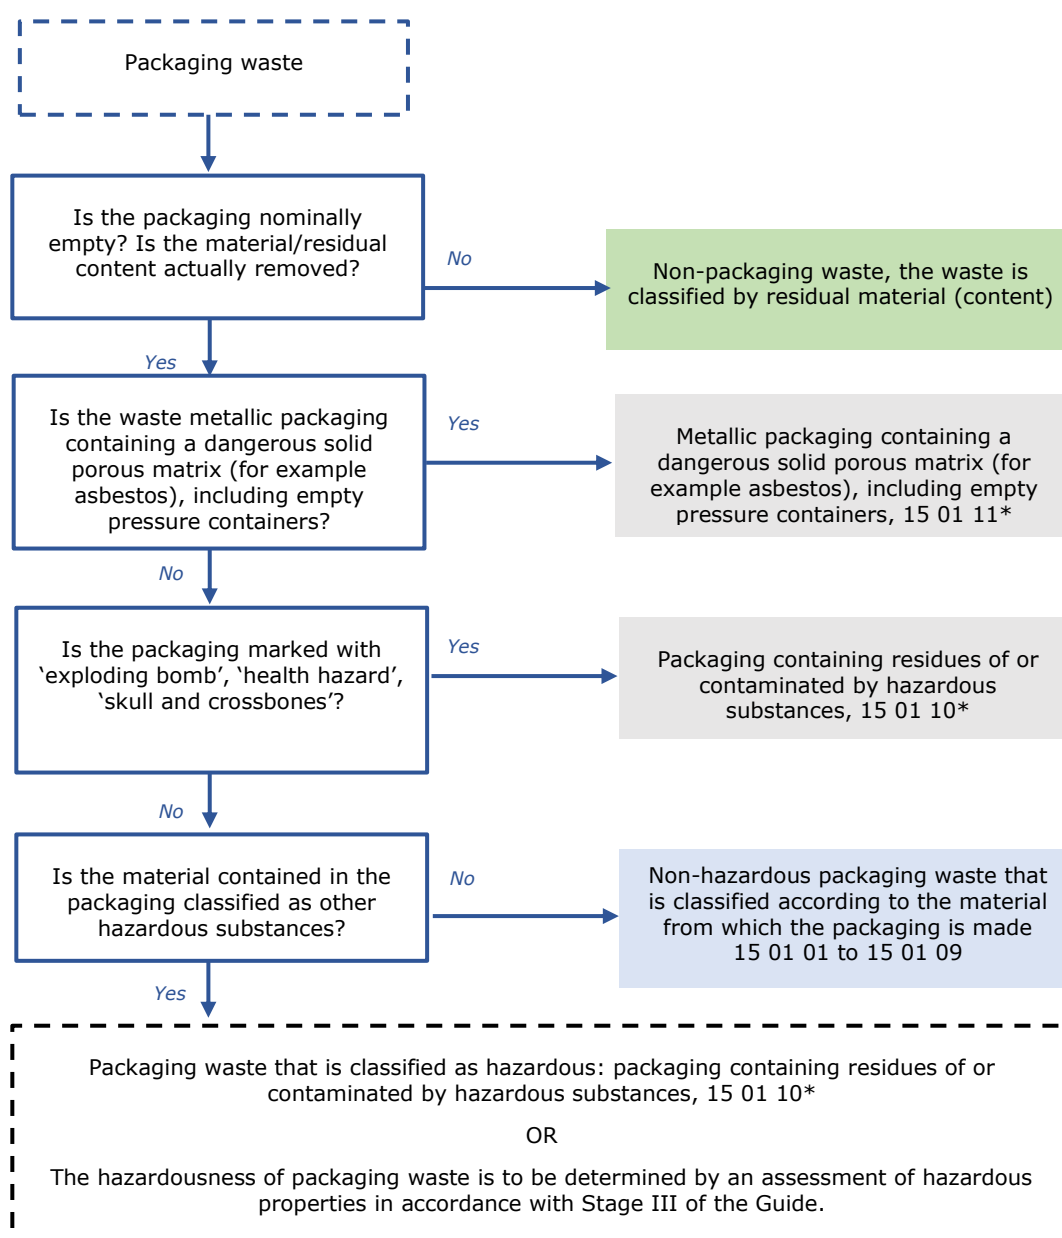 Packaging waste
Is the packaging nominally
empty? Is the material/residual
content actually removed?
No
Non-packaging waste, the waste is
classified by residual material (content)
Yes
Is the waste metallic packaging
containing a dangerous solid
porous matrix (for example
asbestos), including empty
pressure containers?
Yes
Metallic packaging containing a
dangerous solid porous matrix (for
example asbestos), including empty
pressure containers, 15 01 11*
No
Is the packaging marked with
‘exploding bomb’, ‘health hazard’,
‘skull and crossbones’?
Yes
Packaging containing residues of or
contaminated by hazardous
substances, 15 01 10*
No
Is the material contained in the
packaging classified as other
hazardous substances?
No
Non-hazardous packaging waste that
is classified according to the material
from which the packaging is made
15 01 01 to 15 01 09
Yes
Packaging waste that is classified as hazardous: packaging containing residues of or
contaminated by hazardous substances, 15 01 10*
OR
The hazardousness of packaging waste is to be determined by an assessment of hazardous
properties in accordance with Stage III of the Guide.